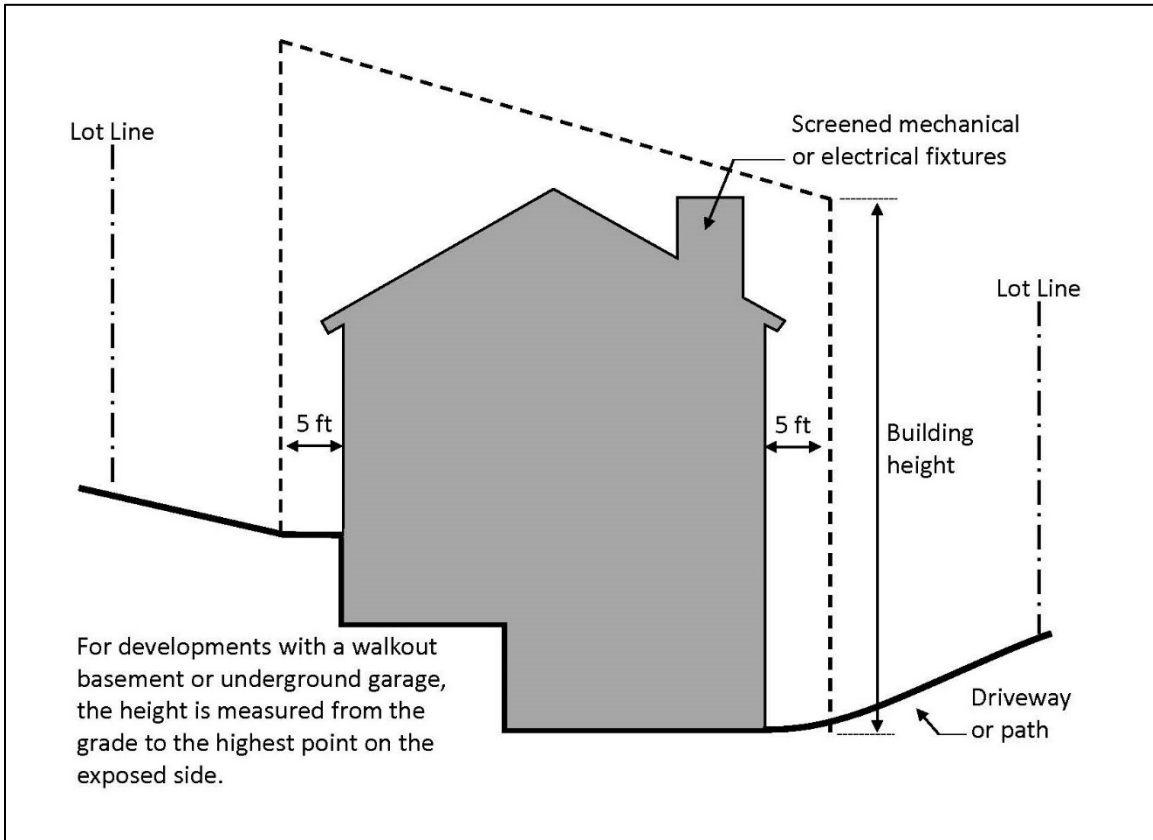 Lot Line
Screened mechanical
or electrical fixtures
Lot Line
5 ft
5 ft
Building
height
For developments with a walkout
basement or underground garage,
the height is measured from the
grade to the highest point on the
exposed side.
Driveway
or path